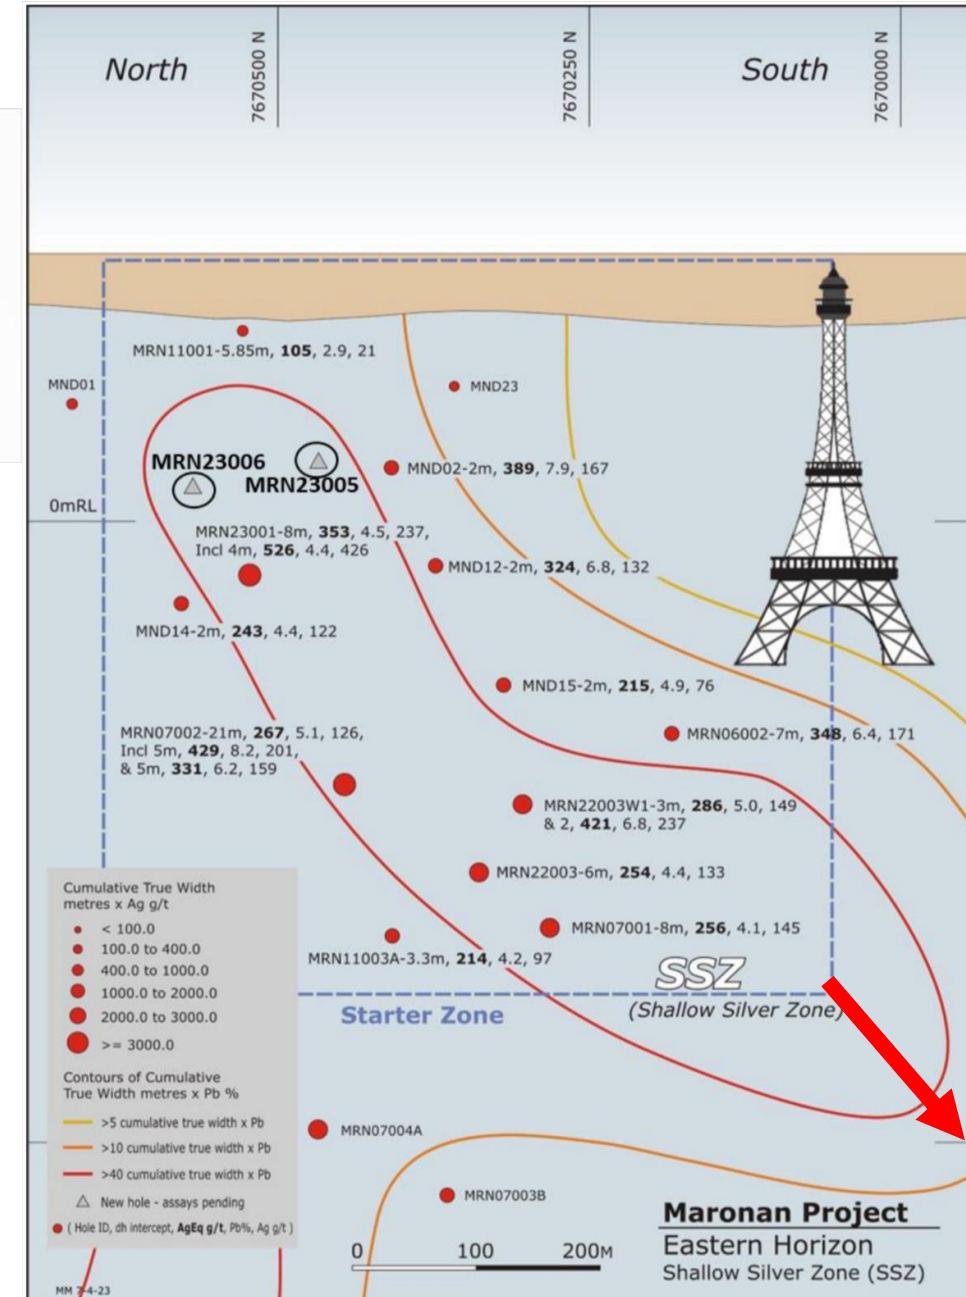 North
7670500 N
7670250 N
South
7670000 N
MRN11001-5.85m, 105, 2.9, 21
MND01
MND23
MRN23006
MRN23005
MND02-2m, 389, 7.9, 167
0mRL
MRN23001-8m, 353, 4.5, 237,
Incl 4m, 526, 4.4, 426
MND12-2m, 324, 6.8, 132
MND14-2m, 243, 4.4, 122
MND15-2m, 215, 4.9, 76
MRN07002-21m, 267, 5.1, 126,
Incl 5m, 429, 8.2, 201,
& 5m, 331, 6.2, 159
MRN06002-7m, 348, 6.4, 171
MRN22003W1-3m, 286, 5.0, 149
& 2, 421, 6.8, 237
MRN22003-6m, 254, 4.4, 133
MRN07001-8m, 256, 4.1, 145
MRN11003A-3.3m, 214, 4.2, 97
SSZ
(Shallow Silver Zone)
Starter Zone
Cumulative True Width
metres x Ag g/t
< 100.0
100.0 to 400.0
400.0 to 1000.0
1000.0 to 2000.0
2000.0 to 3000.0
>= 3000.0
Contours of Cumulative
True Width metres x Pb %
>5 cumulative true width x Pb
>10 cumulative true width x Pb
>40 cumulative true width x Pb
New hole - assays pending
( Hole ID, dh intercept, AgEq g/t, Pb%, Ag g/t )
MRN07004A
MRN07003B
0 100 200M
Maronan Project
Eastern Horizon
Shallow Silver Zone (SSZ)
MM 7-4-23